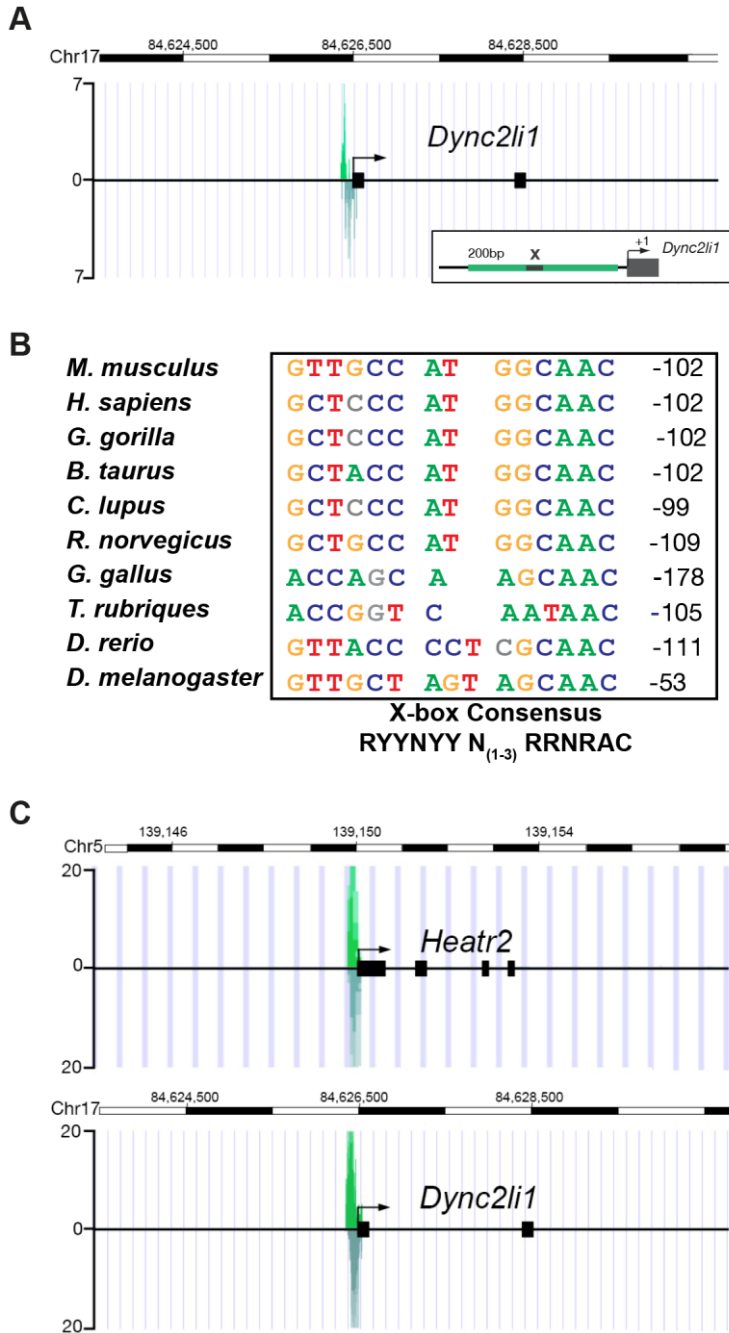 A
84,624,500 84,626,500 84,628,500
Chr17
7
Dync2li1
0
+1
200bp X Dync2li1
7
B
M. musculus GTTGCC AT GGCAAC -102
H. sapiens GCTCCC AT GGCAAC -102
G. gorilla GCTCCC AT GGCAAC -102
B. taurus GCTACC AT GGCAAC -102
C. lupus GCTCCC AT GGCAAC -99
R. norvegicus GCTGCC AT GGCAAC -109
G. gallus ACCAGC A AGCAAC -178
T. rubriques ACCGGT C AATAAC -105
D. rerio GTTACC CCT CGCAAC -111
D. melanogaster GTTGCT AGT AGCAAC -53
X-box Consensus
RYYNYY N(1-3) RRNRAC
C
139,146 139,150 139,154
Chr5
20
Heatr2
0
20
84,624,500 84,626,500 84,628,500
Chr17
20
Dync2li1
0
20